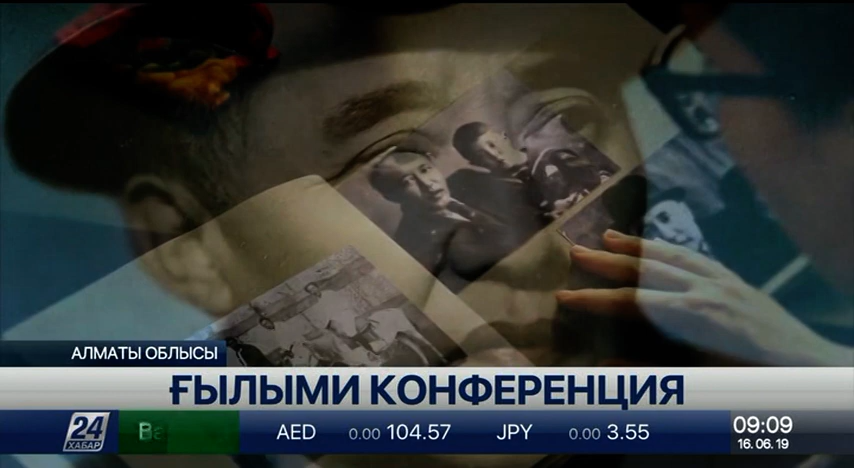 АЛМАТЫ ОБЛЫСЫ
ҒЫЛЫМИ КОНФЕРЕНЦИЯ
24
ХАБАР
AED 0.00 104.57 JPY 0.00 3.55
09:09
16.06.19